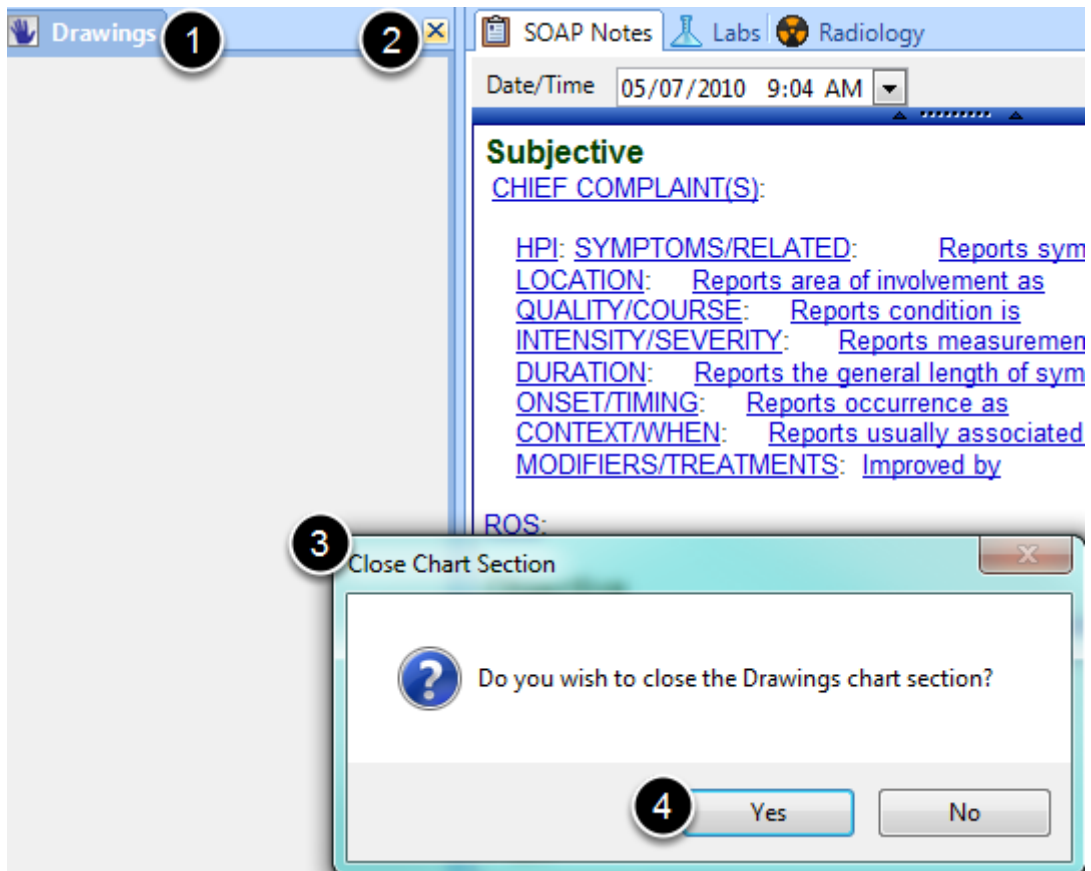 Drawings 1 2
SOAP Notes Labs Radiology
Date/Time 05/07/2010 9:04 AM
Subjective
CHIEF COMPLAINT(S):
HPI: SYMPTOMS/RELATED: Reports sym
LOCATION: Reports area of involvement as
QUALITY/COURSE: Reports condition is
INTENSITY/SEVERITY: Reports measuremen
DURATION: Reports the general length of sym
ONSET/TIMING: Reports occurrence as
CONTEXT/WHEN: Reports usually associated
MODIFIERS/TREATMENTS: Improved by
ROS:
3
Close Chart Section
Do you wish to close the Drawings chart section?
4 Yes No